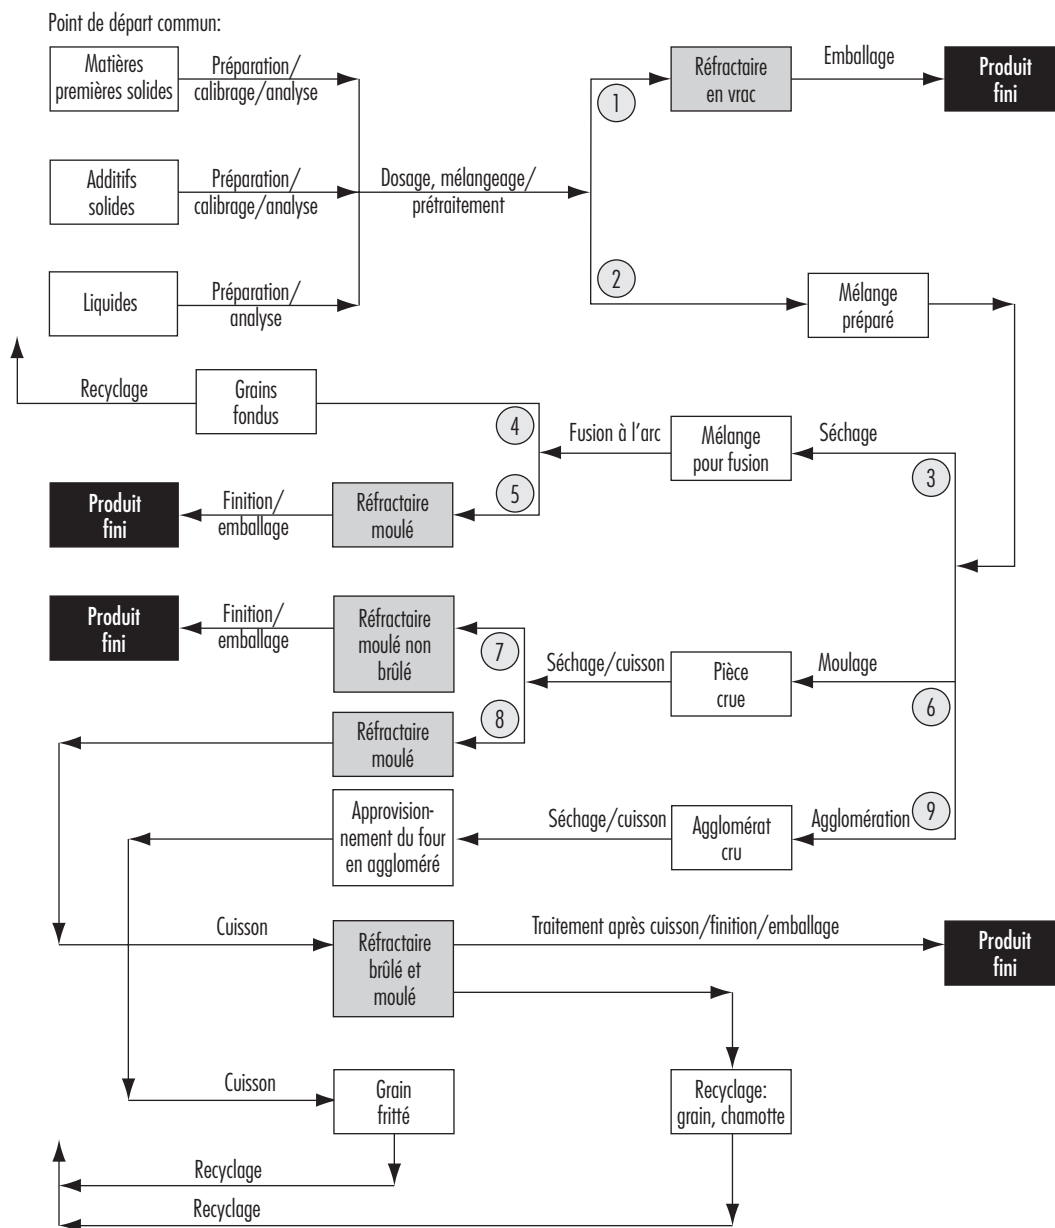 Point de départ commun:
Matières
premières solides
Préparation/
calibrage/analyse
Réfractaire
en vrac
Emballage
Produit
fini
1
Additifs
solides
Préparation/
calibrage/analyse
Dosage, mélangeage/
prétraitement
Liquides
Préparation/
analyse
2
Mélange
préparé
Recyclage
Grains
fondus
4
Fusion à l'arc
Mélange
pour fusion
Séchage
3
Produit
fini
Finition/
emballage
Réfractaire
moulé
5
Produit
fini
Finition/
emballage
Réfractaire
moulé non
brûlé
7
Séchage/cuisson
Pièce
crue
Moulage
6
Réfractaire
moulé
8
Approvision-
nement du four
en aggloméré
Séchage/cuisson
Agglomérat
cru
Agglomération
9
Cuisson
Réfractaire
brûlé et
moulé
Traitement après cuisson/finition/emballage
Produit
fini
Cuisson
Grain
fritté
Recyclage:
grain, chamotte
Recyclage
Recyclage